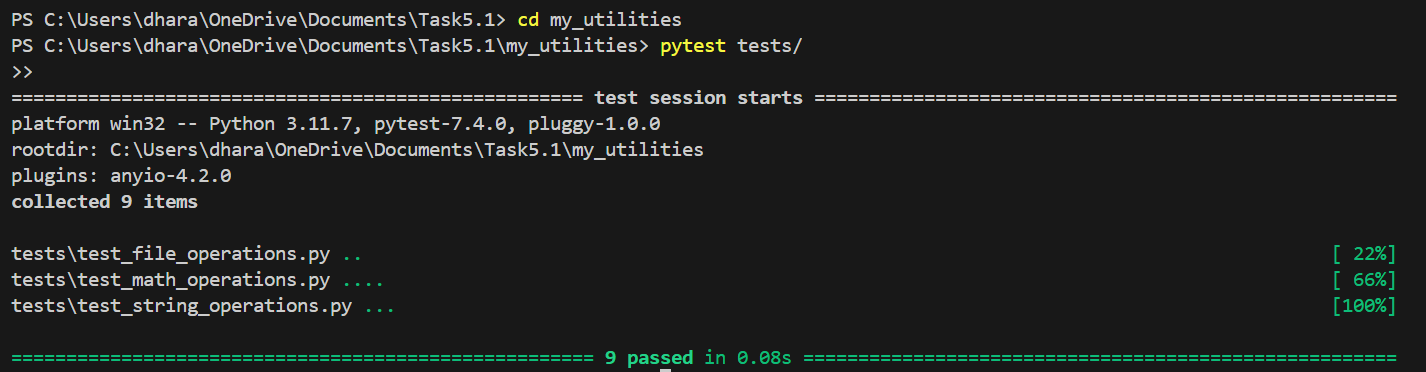 PS C:\Users\dhara\OneDrive\Documents\Task5.1> cd my_utilities
PS C:\Users\dhara\OneDrive\Documents\Task5.1\my_utilities> pytest tests/
>>
==================================================== test session starts =====================================================
platform win32 -- Python 3.11.7, pytest-7.4.0, pluggy-1.0.0
rootdir: C:\Users\dhara\OneDrive\Documents\Task5.1\my_utilities
plugins: anyio-4.2.0
collected 9 items
tests\test_file_operations.py .. [ 22%]
tests\test_math_operations.py .... [ 66%]
tests\test_string_operations.py ... [100%]
===================================================== 9 passed in 0.08s ======================================================